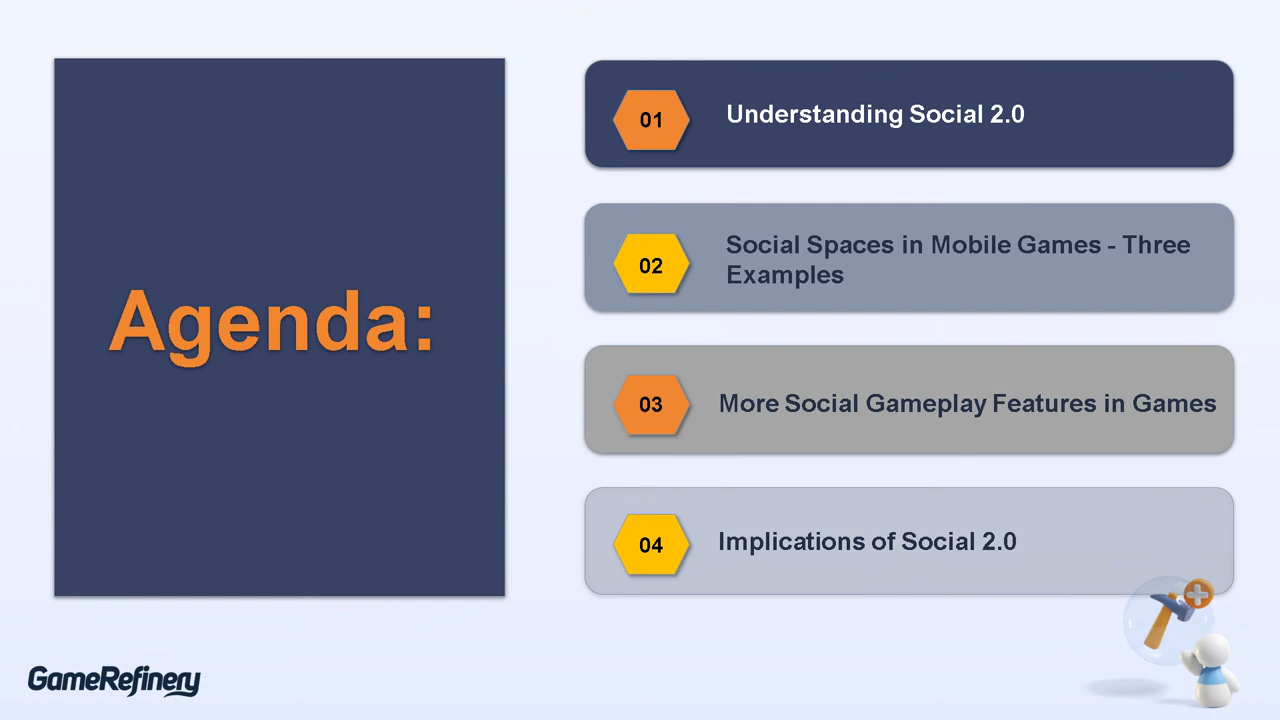 Agenda:
01
Understanding Social 2.0
02
Social Spaces in Mobile Games - Three
Examples
03
More Social Gameplay Features in Games
04
Implications of Social 2.0
GameRefinery